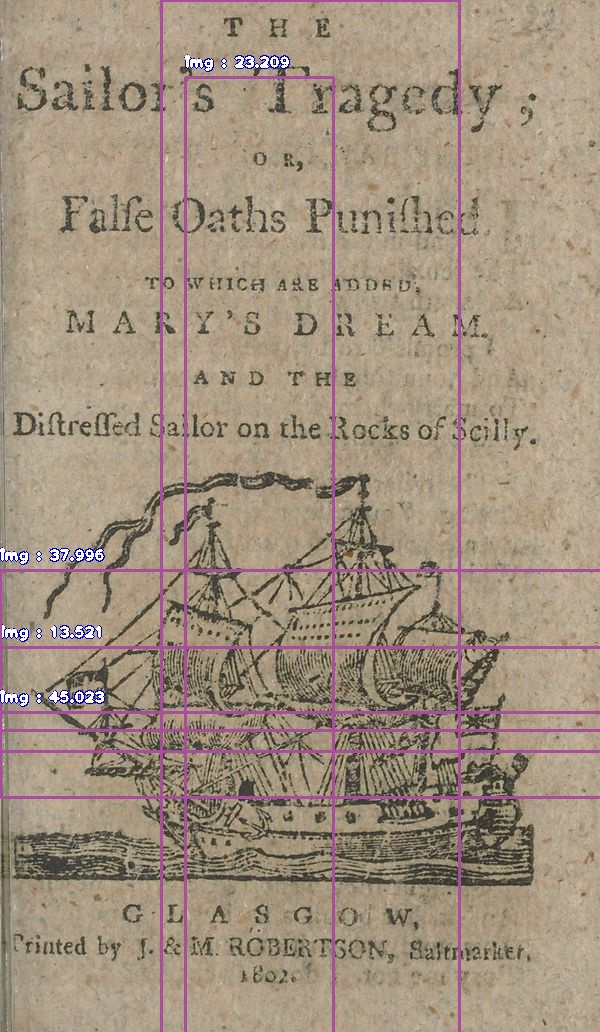 22
THE
Sailor's Tragedy;
OR,
Falſe Oaths Puniſhed.
TO WHICH ARE ADDED,
MARY'S DREAM.
AND THE
Diſtreſſed Sailor on the Rocks of Scilly.
Img : 23.209
Img : 37.996
Img : 13.521
Img : 45.023
GLASGOW,
Printed by J. & M. ROBERTSON, Saltmarket,
1802.